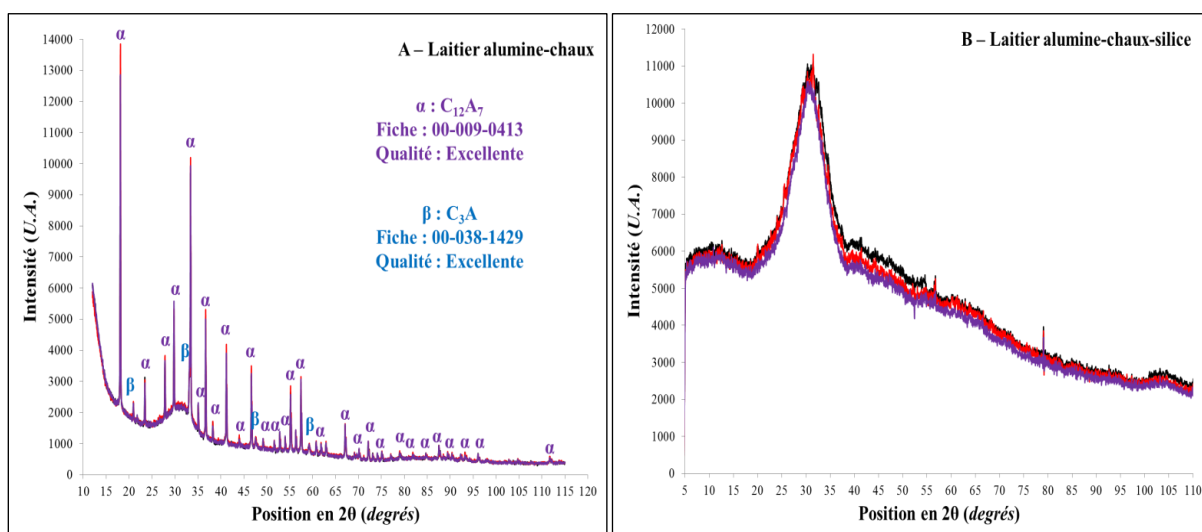 A – Laitier alumine-chaux
α : C₁₂A₇
Fiche : 00-009-0413
Qualité : Excellente
β : C₃A
Fiche : 00-038-1429
Qualité : Excellente
Intensité (U.A.)
14000
13000
12000
11000
10000
9000
8000
7000
6000
5000
4000
3000
2000
1000
0
α
β
α
α
α
β
α
α
α
α
α
α
α
β
α
α
α
α
α
β
α
α
α
α
α
α
α
α
α
α
α
10 15 20 25 30 35 40 45 50 55 60 65 70 75 80 85 90 95 100 105 110 115 120
Position en 2θ (degrés)
B – Laitier alumine-chaux-silice
Intensité (U.A.)
12000
11000
10000
9000
8000
7000
6000
5000
4000
3000
2000
1000
0
5 10 15 20 25 30 35 40 45 50 55 60 65 70 75 80 85 90 95 100 105 110
Position en 2θ (degrés)